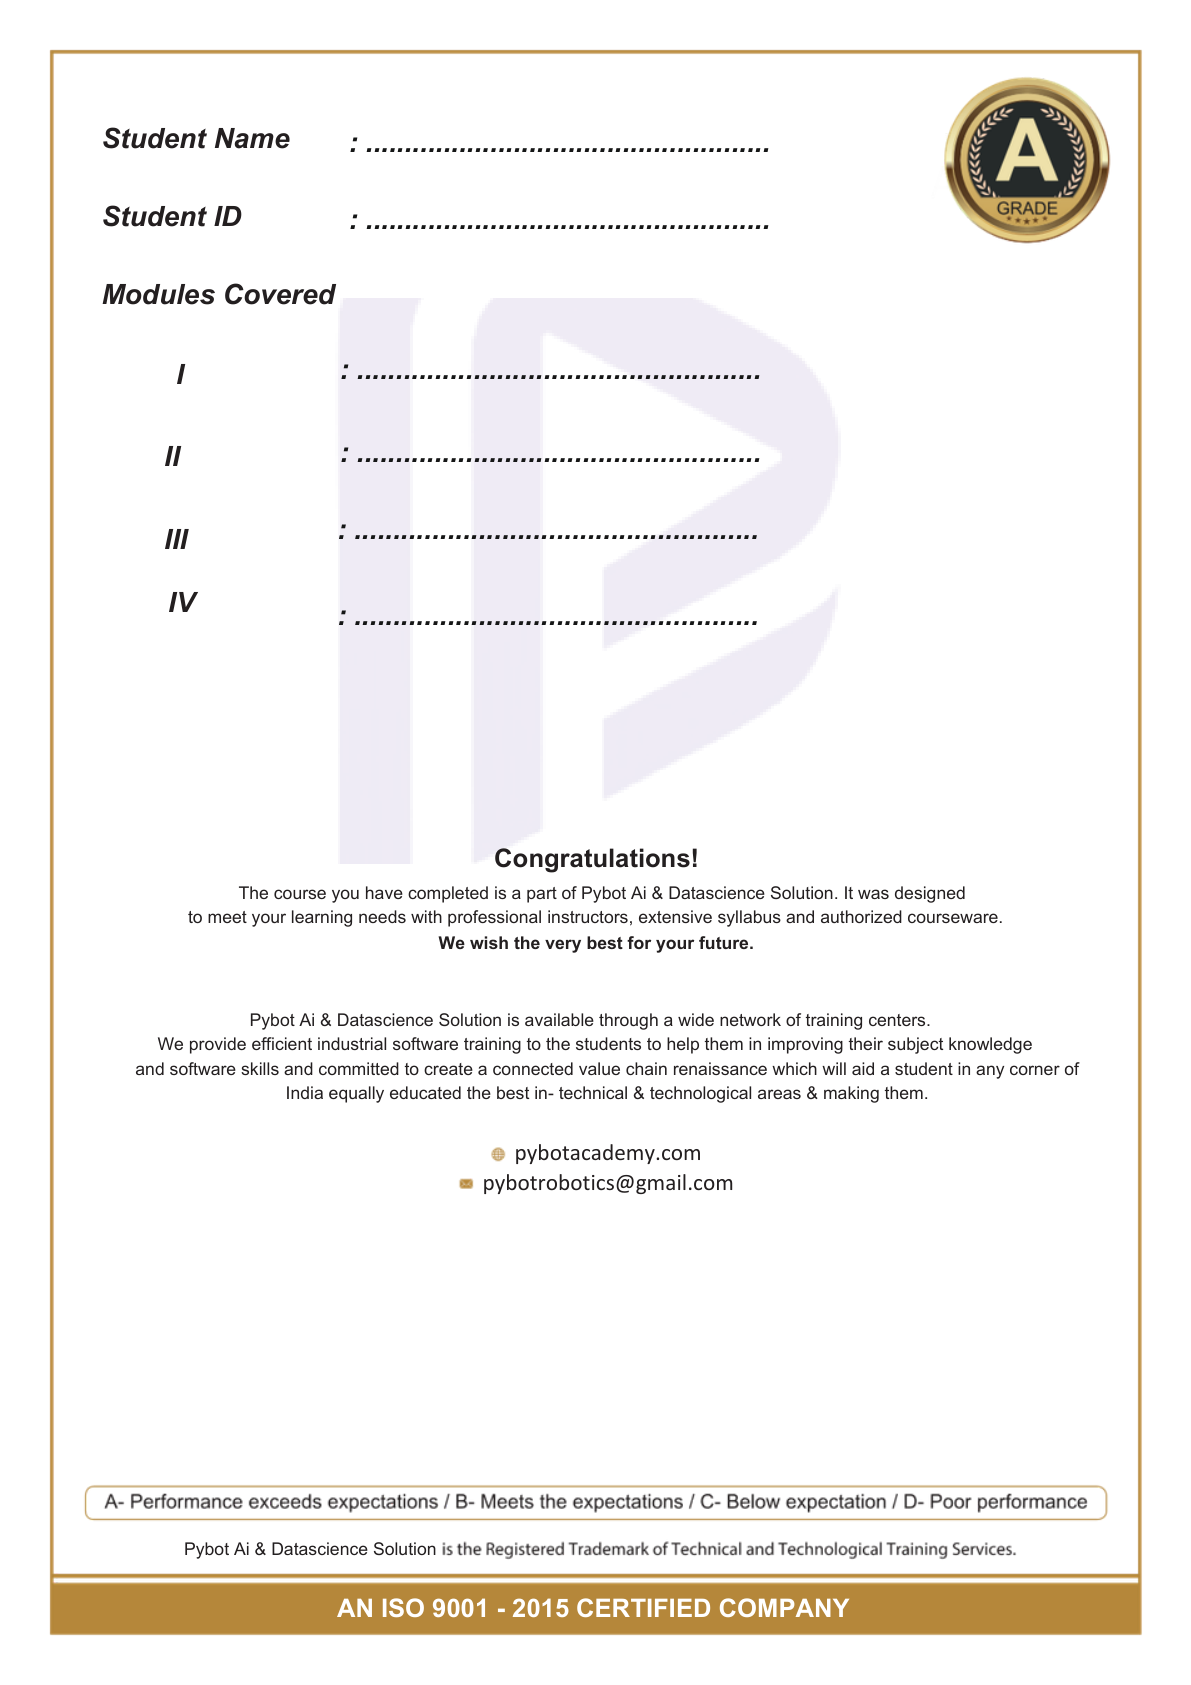 A
GRADE
Student Name : ....................................................
Student ID : ....................................................
Modules Covered
I : ....................................................
II : ....................................................
III : ....................................................
IV : ....................................................
Congratulations!
The course you have completed is a part of Pybot Ai & Datascience Solution. It was designed
to meet your learning needs with professional instructors, extensive syllabus and authorized courseware.
We wish the very best for your future.
Pybot Ai & Datascience Solution is available through a wide network of training centers.
We provide efficient industrial software training to the students to help them in improving their subject knowledge
and software skills and committed to create a connected value chain renaissance which will aid a student in any corner of
India equally educated the best in- technical & technological areas & making them.
pybotacademy.com
pybotrobotics@gmail.com
A- Performance exceeds expectations / B- Meets the expectations / C- Below expectation / D- Poor performance
Pybot Ai & Datascience Solution is the Registered Trademark of Technical and Technological Training Services.
AN ISO 9001 - 2015 CERTIFIED COMPANY